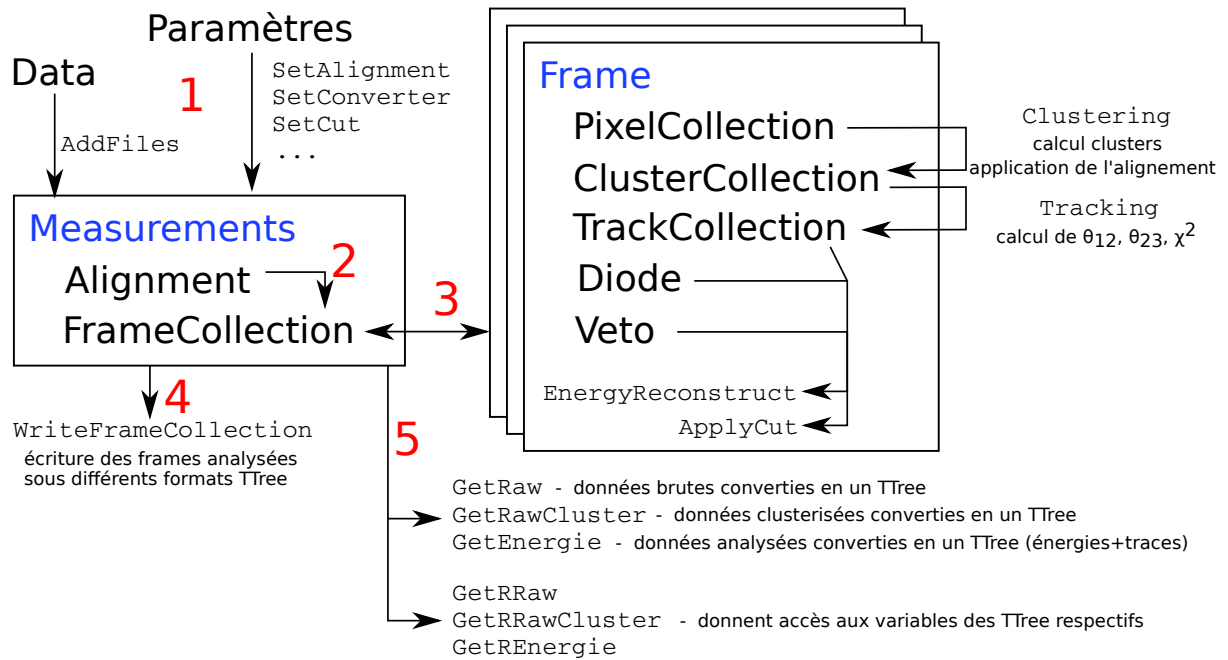 Paramètres
Data
1
SetAlignment
SetConverter
SetCut
...
AddFiles
Measurements
Alignment
2
FrameCollection
3
Frame
PixelCollection
ClusterCollection
TrackCollection
Diode
Veto
EnergyReconstruct
ApplyCut
Clustering
calcul clusters
application de l'alignement
Tracking
calcul de θ12, θ23, χ²
4
WriteFrameCollection
écriture des frames analysées
sous différents formats TTree
5
GetRaw - données brutes converties en un TTree
GetRawCluster - données clusterisées converties en un TTree
GetEnergie - données analysées converties en un TTree (énergies+traces)
GetRRaw
GetRRawCluster - donnent accès aux variables des TTree respectifs
GetREnergie